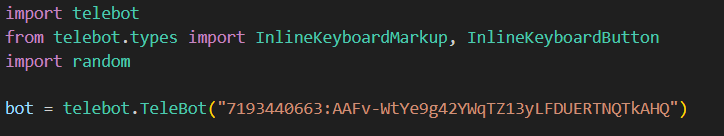 import telebot
from telebot.types import InlineKeyboardMarkup, InlineKeyboardButton
import random
bot = telebot.TeleBot("7193440663:AAFv-WtYe9g42YWqTZ13yLFDUERTNQTkAHQ")